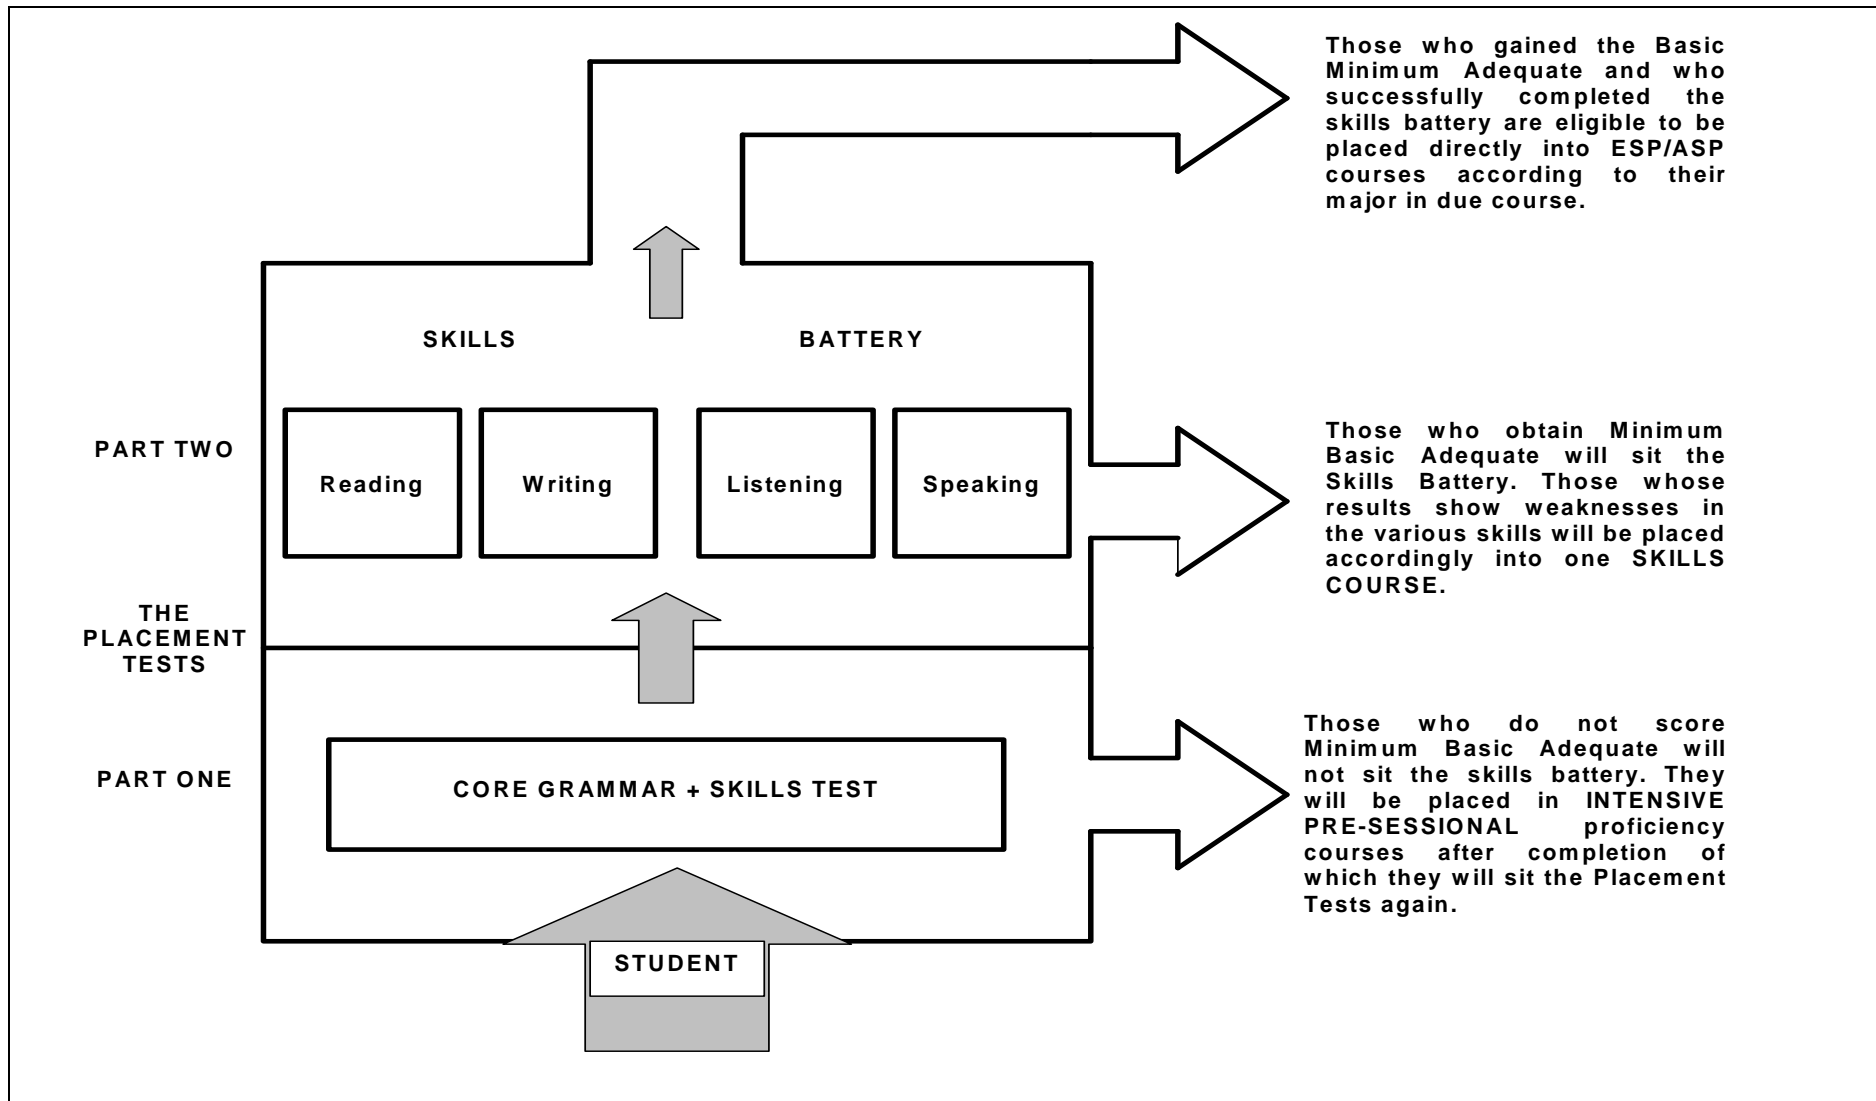 Those who gained the Basic
Minimum Adequate and who
successfully completed the
skills battery are eligible to be
placed directly into ESP/ASP
courses according to their
major in due course.
SKILLS BATTERY
PART TWO
Reading
Writing
Listening
Speaking
Those who obtain Minimum
Basic Adequate will sit the
Skills Battery. Those whose
results show weaknesses in
the various skills will be placed
accordingly into one SKILLS
COURSE.
THE
PLACEMENT
TESTS
PART ONE
CORE GRAMMAR + SKILLS TEST
Those who do not score
Minimum Basic Adequate will
not sit the skills battery. They
will be placed in INTENSIVE
PRE-SESSIONAL proficiency
courses after completion of
which they will sit the Placement
Tests again.
STUDENT